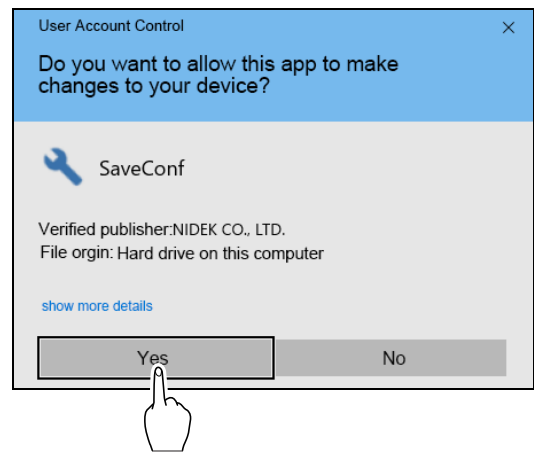 User Account Control
Do you want to allow this app to make
changes to your device?
SaveConf
Verified publisher:NIDEK CO., LTD.
File orgin: Hard drive on this computer
show more details
Yes
No